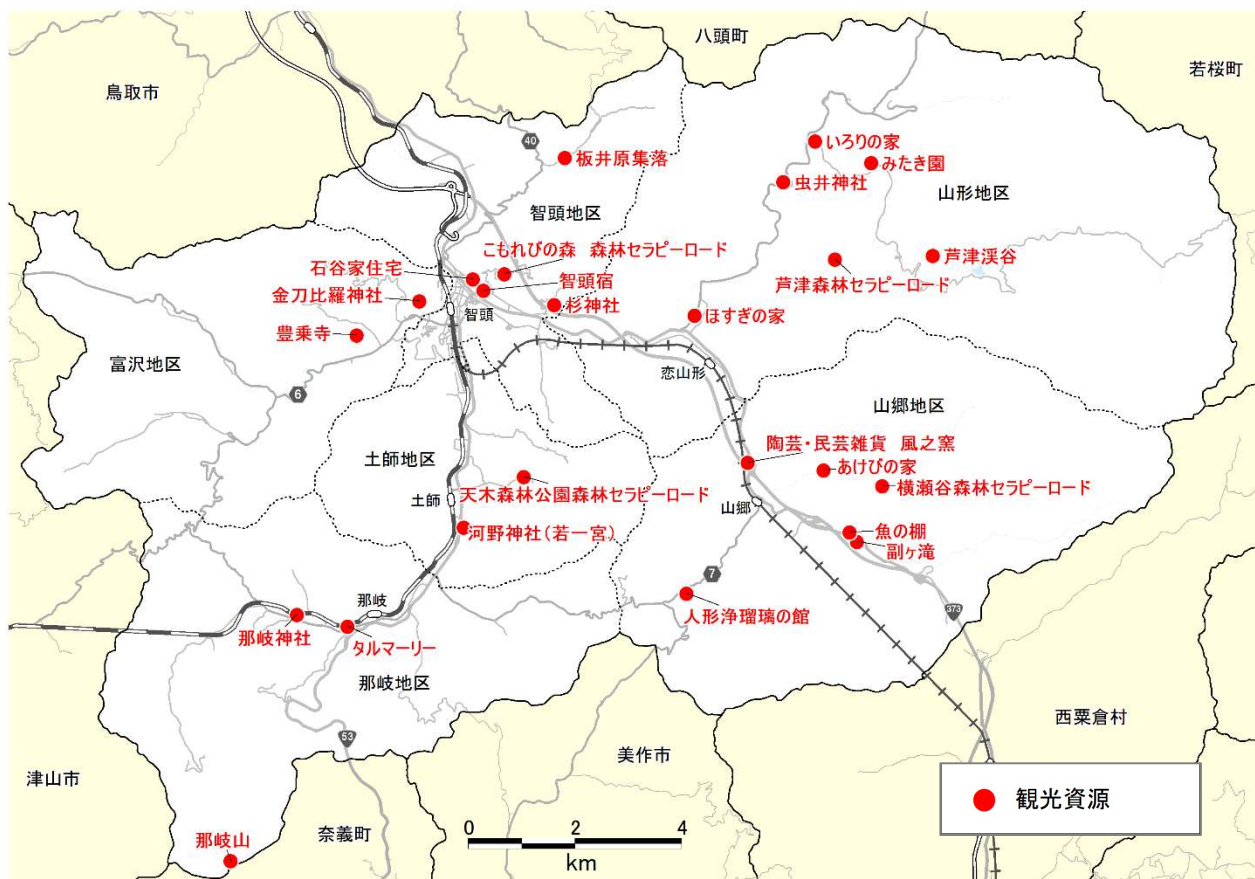 八頭町
若桜町
鳥取市
40
板井原集落
いろりの家
みたき園
虫井神社
山形地区
智頭地区
こもれびの森 森林セラピーロード
石谷家住宅
智頭宿
金刀比羅神社
杉神社
芦津渓谷
芦津森林セラピーロード
智頭
ほすぎの家
豊乗寺
富沢地区
恋山形
6
山郷地区
陶芸・民芸雑貨 風之窯
土師地区
あけびの家
天木森林公園森林セラピーロード
横瀬谷森林セラピーロード
土師
山郷
河野神社(若一宮)
魚の棚
副ヶ滝
7
那岐
人形浄瑠璃の館
373
那岐神社
タルマーリー
那岐地区
53
西粟倉村
美作市
津山市
観光資源
奈義町
那岐山
0 2 4
km